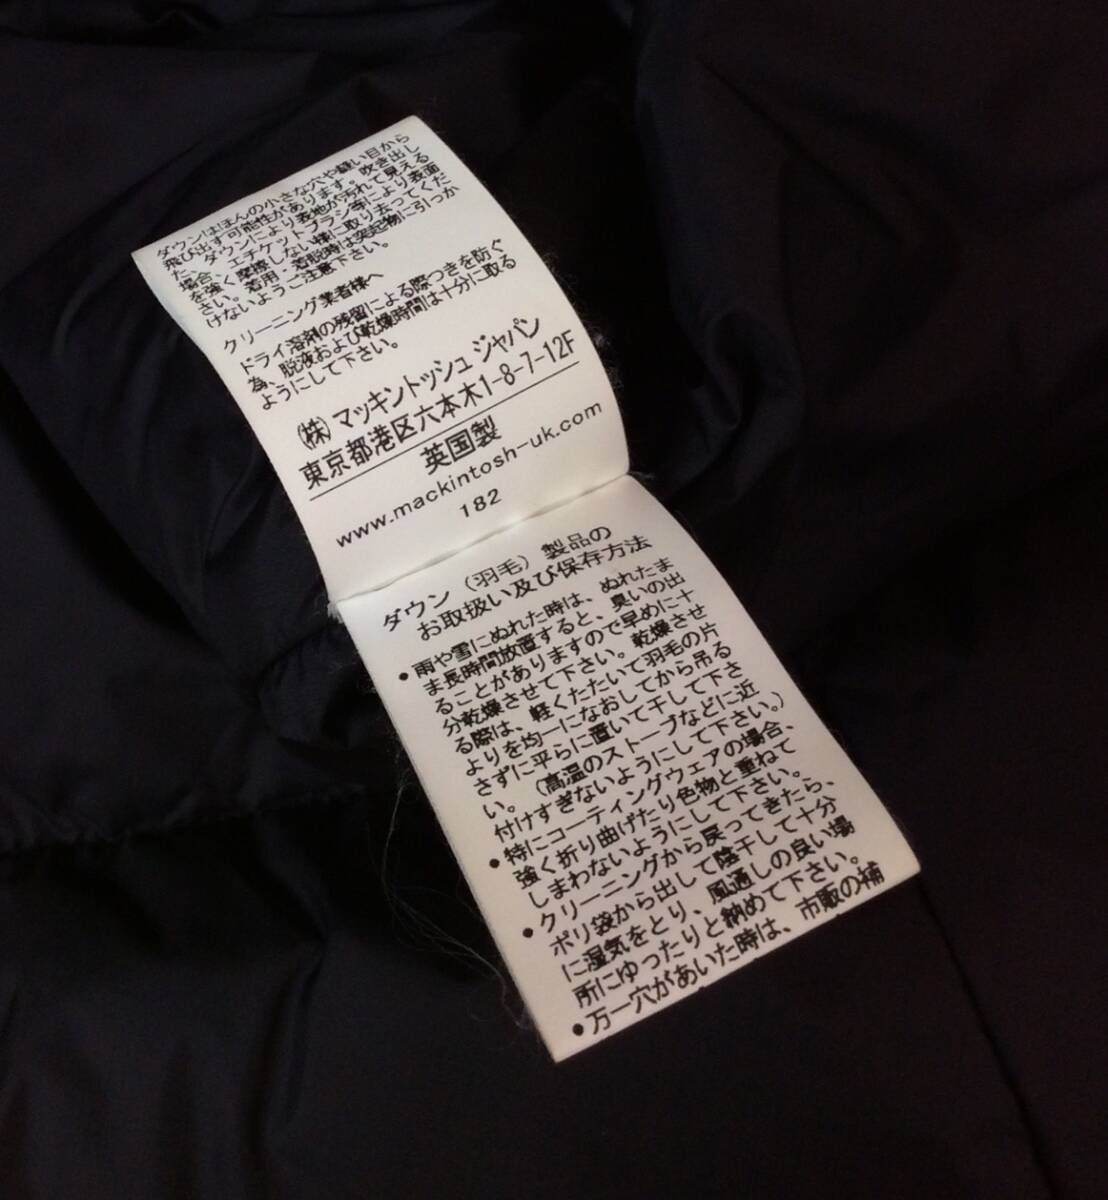 ダウンはほんの小さな穴や縫い目から
飛び出す可能性があります。吹き出し
た、ダウンにより表地が汚れて見える
場合、エチケットブラシ等により表面
を強く摩擦しない様に取り去ってくだ
さい。着用・着脱時は突起物に引っか
けないようご注意下さい。
クリーニング業者様へ
ドライ溶剤の残留による際つきを防ぐ
為、脱液および乾燥時間は十分に取る
ようにして下さい。
㈱マッキントッシュ ジャパン
東京都港区六本木1-8-7-12F
英国製
www.mackintosh-uk.com
182
ダウン（羽毛）製品の
お取扱い及び保存方法
●雨や雪にぬれた時は、ぬれたま
ま長時間放置すると、臭いの出
ることがありますので早めに十
分乾燥させて下さい。乾燥させ
る際は、軽くたたいて羽毛の片
よりを均一になおしてから吊る
さずに平らに置いて干して下さ
い。（高温のストーブなどに近
付けすぎないようにして下さい。）
●特にコーティングウェアの場合、
強く折り曲げたり色物と重ねて
しまわないようにして下さい。
●クリーニングから戻ってきたら、
ポリ袋から出して陰干して十分
に湿気をとり、風通しの良い場
所にゆったりと納めて下さい。
●万一穴があいた時は、市販の補